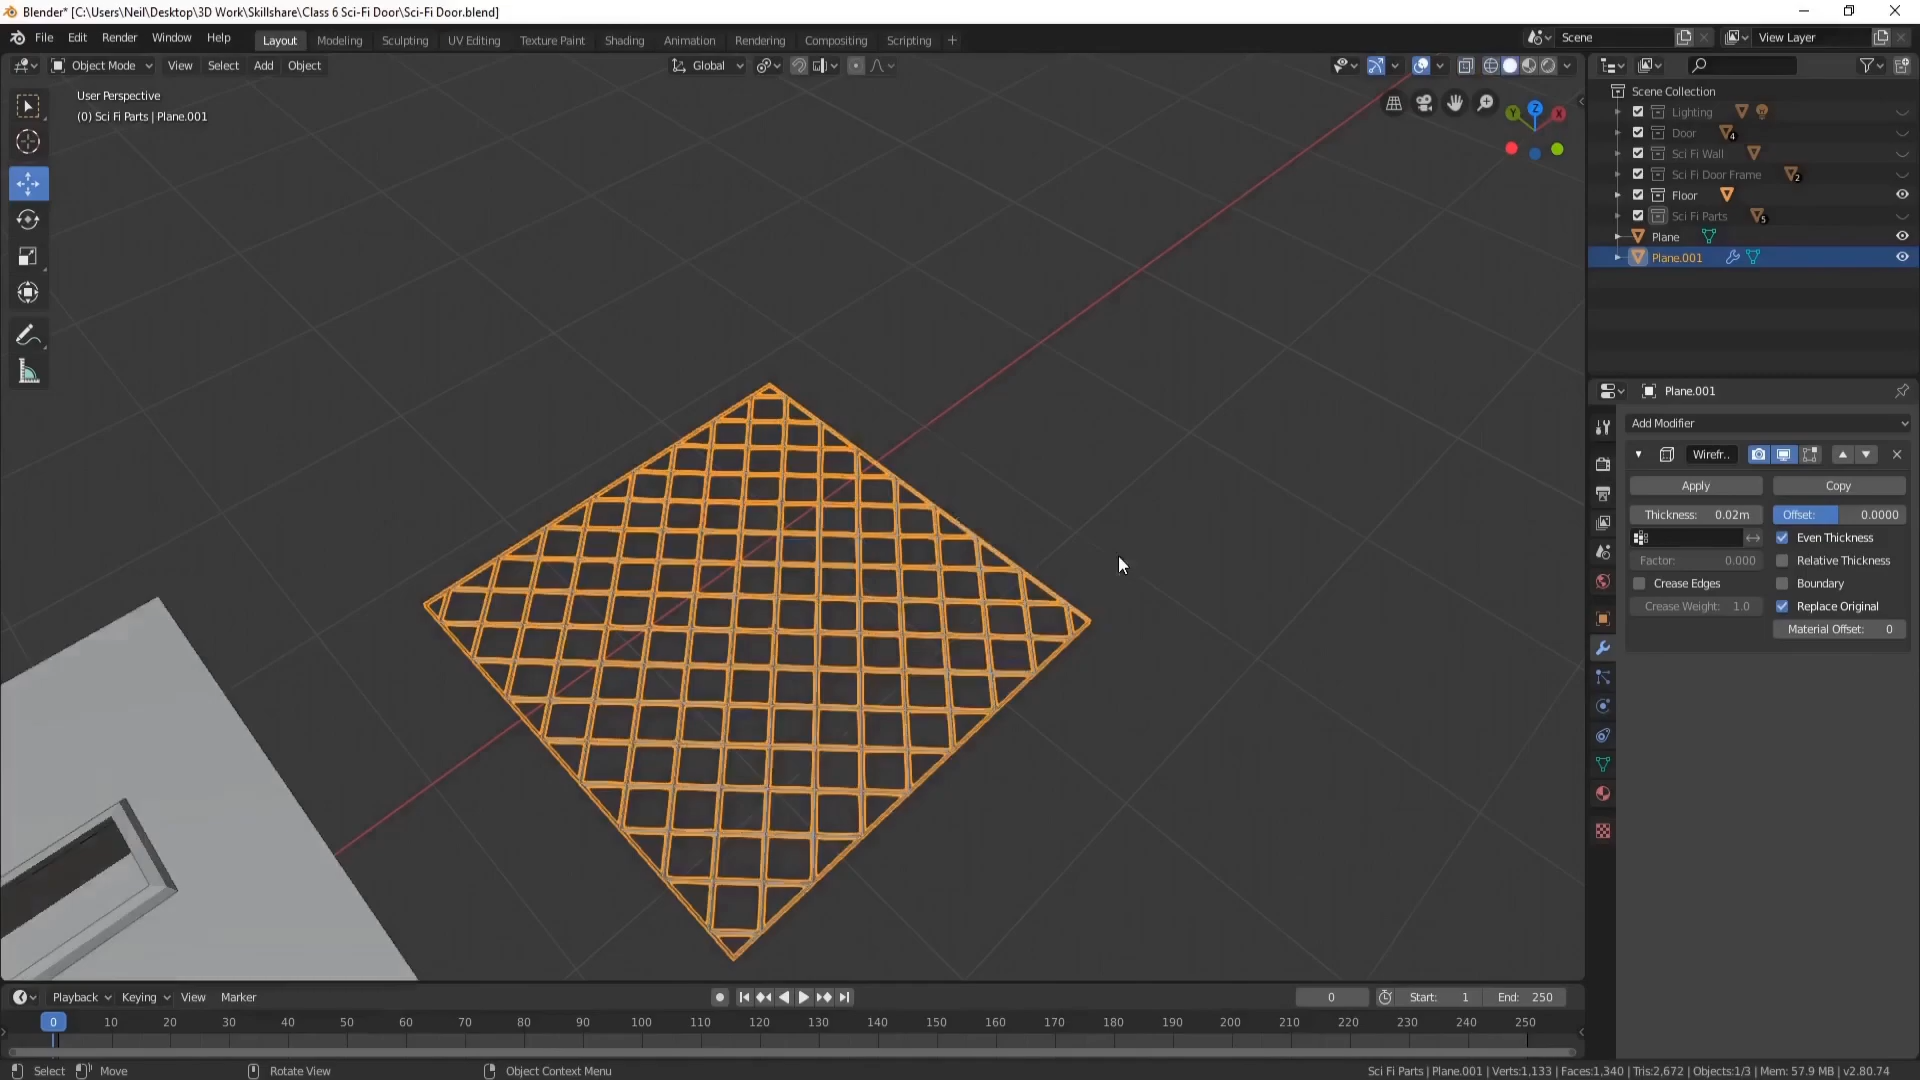 Blender* [C:\Users\Neil\Desktop\3D Work\Skillshare\Class 6 Sci-Fi Door\Sci-Fi Door.blend]
File Edit Render Window Help Layout Modeling Sculpting UV Editing Texture Paint Shading Animation Rendering Compositing Scripting + Scene View Layer
Object Mode View Select Add Object Global
User Perspective
(0) Sci Fi Parts | Plane.001
Y Z X
Scene Collection
Lighting
Door 4
Sci Fi Wall
Sci Fi Door Frame 2
Floor
Sci Fi Parts 5
Plane
Plane.001
Plane.001
Add Modifier
Wirefr..
Apply Copy
Thickness: 0.02m Offset: 0.0000
Even Thickness
Factor: 0.000 Relative Thickness
Crease Edges Boundary
Crease Weight: 1.0 Replace Original
Material Offset: 0
Playback Keying View Marker 0 Start: 1 End: 250
0 10 20 30 40 50 60 70 80 90 100 110 120 130 140 150 160 170 180 190 200 210 220 230 240 250
Select Move Rotate View Object Context Menu Sci Fi Parts | Plane.001 | Verts:1,133 | Faces:1,340 | Tris:2,672 | Objects:1/3 | Mem: 57.9 MB | v2.80.74